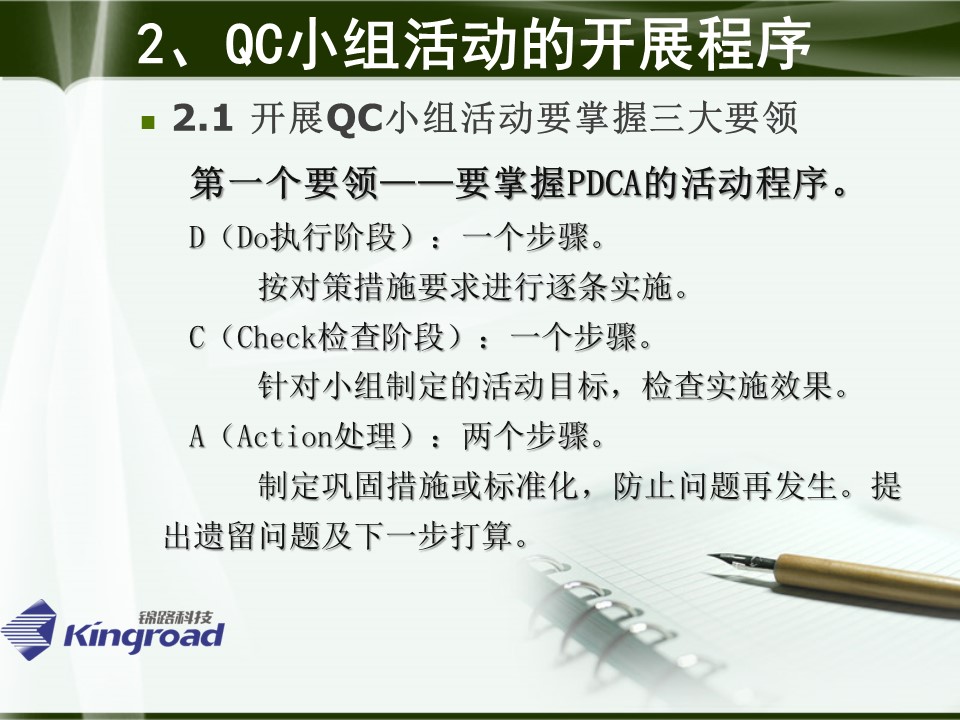 2、QC小组活动的开展程序
2.1 开展QC小组活动要掌握三大要领
第一个要领——要掌握PDCA的活动程序。
D（Do执行阶段）：一个步骤。
按对策措施要求进行逐条实施。
C（Check检查阶段）：一个步骤。
针对小组制定的活动目标，检查实施效果。
A（Action处理）：两个步骤。
制定巩固措施或标准化，防止问题再发生。提
出遗留问题及下一步打算。
锦路科技
Kingroad